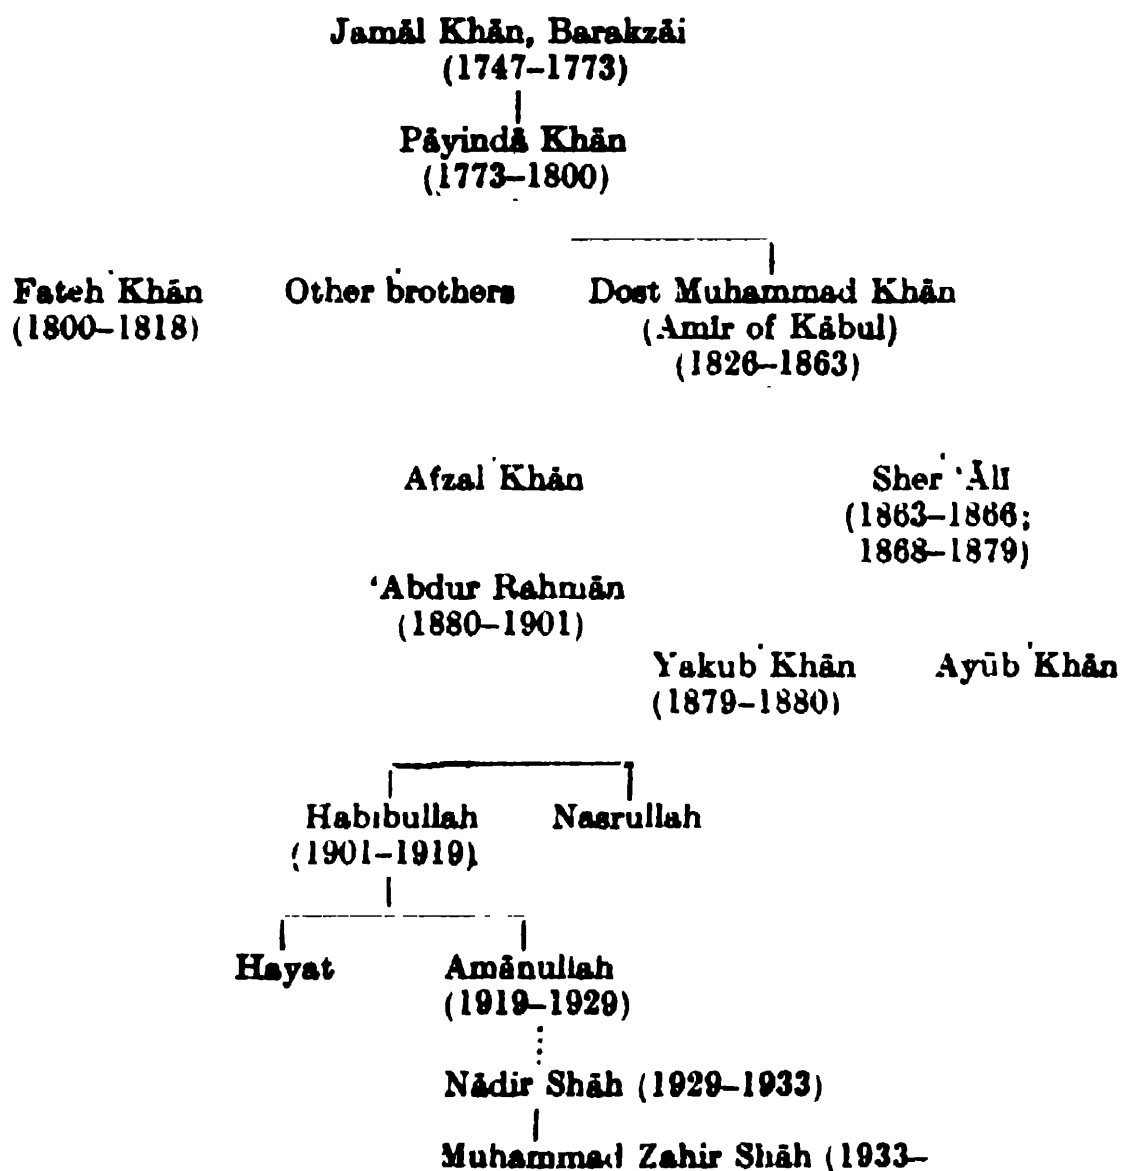 Jamāl Khān, Barakzāi
(1747–1773)
Pāyindā Khān
(1773–1800)
Fateh Khān Other brothers Dost Muhammad Khān
(1800–1818) (Amīr of Kābul)
(1826–1863)
Afzal Khān Sher ‘Ālī
(1863–1866;
1868–1879)
‘Abdur Rahmān
(1880–1901)
Yakub Khān Ayūb Khān
(1879–1880)
Habibullah Nasrullah
(1901–1919)
Hayat Amānullah
(1919–1929)
Nādir Shāh (1929–1933)
Muhammad Zahir Shāh (1933–